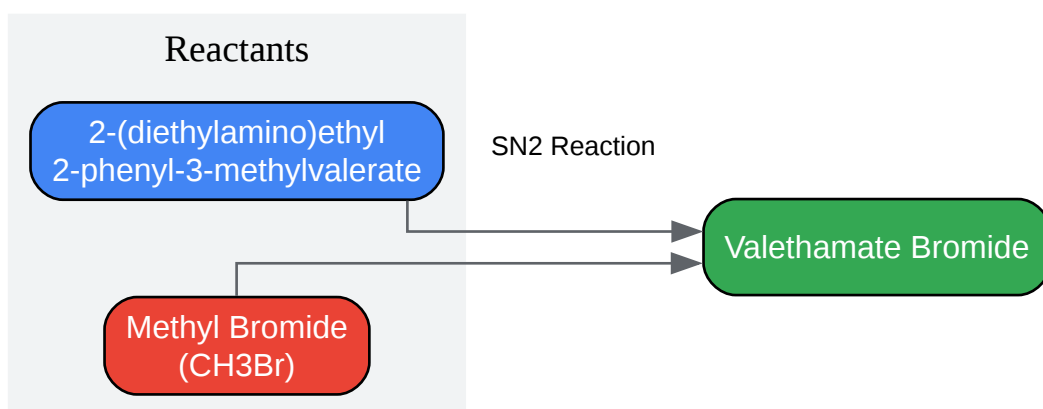 Reactants
2-(diethylamino)ethyl
2-phenyl-3-methylvalerate
SN2 Reaction
Valethamate Bromide
Methyl Bromide
(CH3Br)